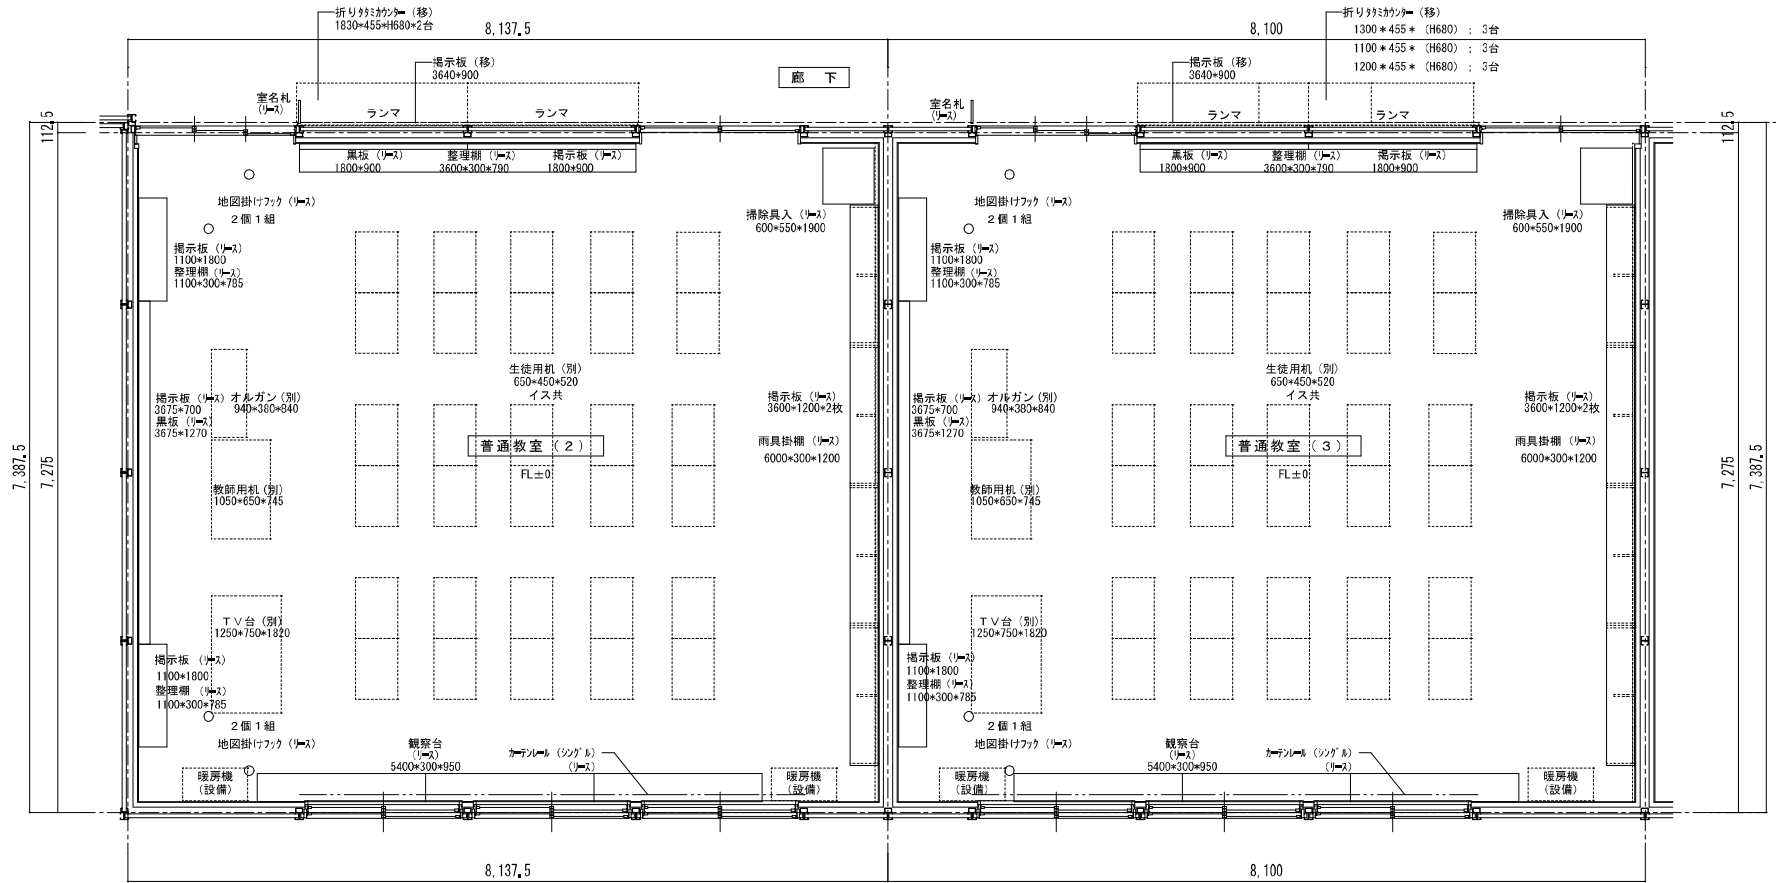 折りタタミカウンター（移）
1830*455*H680*2台
8,137.5
8,100
折りタタミカウンター（移）
1300*455*（H680）；3台
1100*455*（H680）；3台
1200*455*（H680）；3台
掲示板（移）
3640*900
廊　下
掲示板（移）
3640*900
室名札
（リース）
ランマ
ランマ
室名札
（リース）
ランマ
ランマ
112.5
112.5
黒板（リース）
1800*900
整理棚（リース）
3600*300*790
掲示板（リース）
1800*900
黒板（リース）
1800*900
整理棚（リース）
3600*300*790
掲示板（リース）
1800*900
地図掛けフック（リース）
２個１組
掃除具入（リース）
600*550*1900
地図掛けフック（リース）
２個１組
掃除具入（リース）
600*550*1900
掲示板（リース）
1100*1800
整理棚（リース）
1100*300*785
掲示板（リース）
1100*1800
整理棚（リース）
1100*300*785
生徒用机（別）
650*450*520
イス共
生徒用机（別）
650*450*520
イス共
掲示板（リース）
3675*700
黒板（リース）
3675*1270
オルガン（別）
940*380*840
掲示板（リース）
3600*1200*2枚
掲示板（リース）
3675*700
黒板（リース）
3675*1270
オルガン（別）
940*380*840
掲示板（リース）
3600*1200*2枚
普通教室（２）
FL±0
雨具掛棚（リース）
6000*300*1200
普通教室（３）
FL±0
雨具掛棚（リース）
6000*300*1200
7,387.5
7,275
7,275
7,387.5
教師用机（別）
1050*650*745
教師用机（別）
1050*650*745
ＴＶ台（別）
1250*750*1820
ＴＶ台（別）
1250*750*1820
掲示板（リース）
1100*1800
整理棚（リース）
1100*300*785
掲示板（リース）
1100*1800
整理棚（リース）
1100*300*785
２個１組
地図掛けフック（リース）
２個１組
地図掛けフック（リース）
観察台
（リース）
5400*300*950
カーテンレール（シングル）
（リース）
観察台
（リース）
5400*300*950
カーテンレール（シングル）
（リース）
暖房機
（設備）
暖房機
（設備）
暖房機
（設備）
暖房機
（設備）
8,137.5
8,100